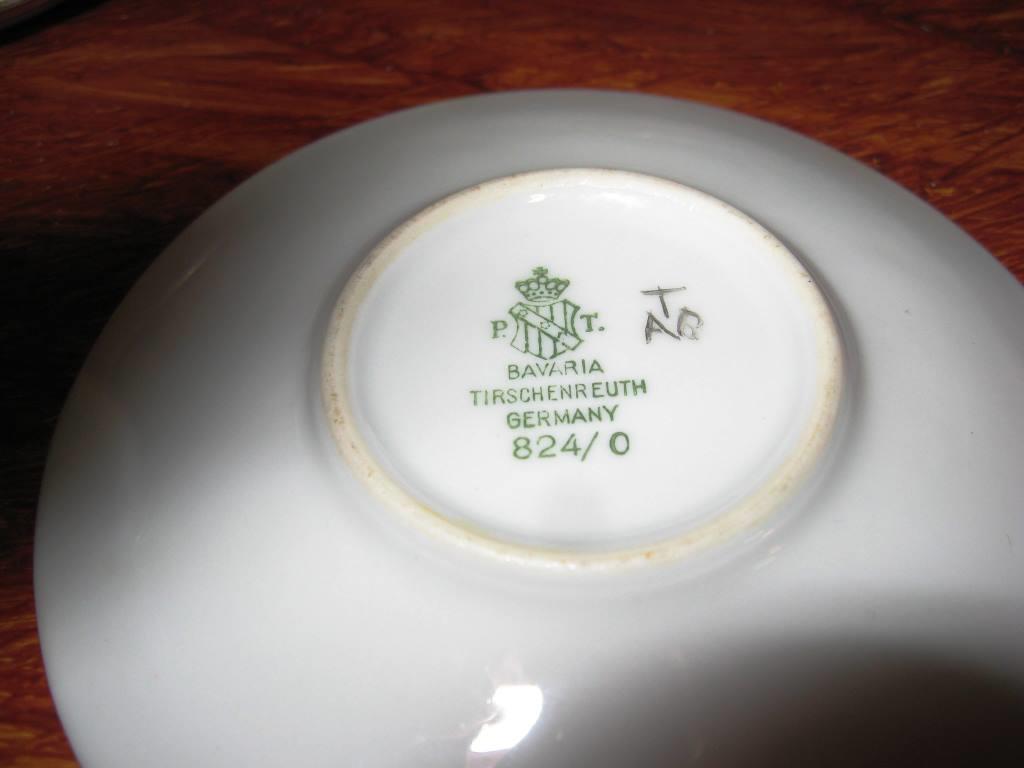 P. T.
BAVARIA
TIRSCHENREUTH
GERMANY
824/0
T